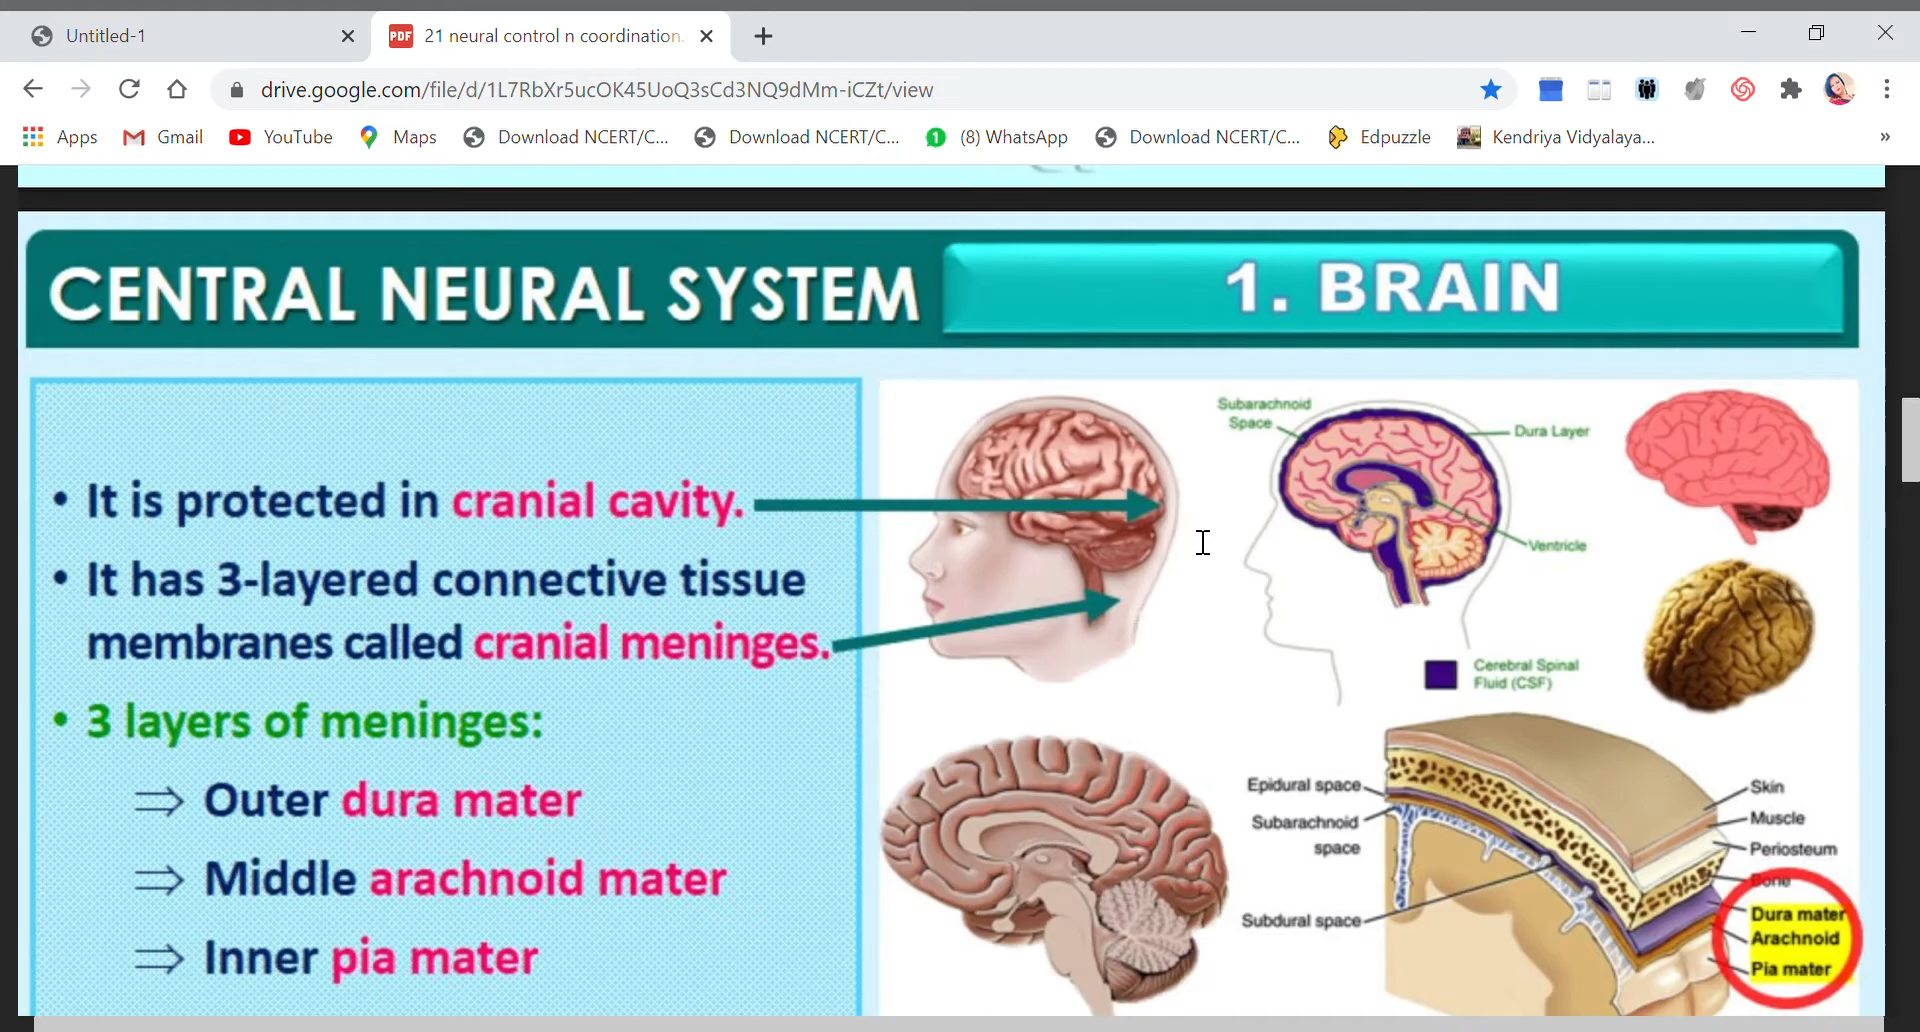 Untitled-1
PDF 21 neural control n coordination.
drive.google.com/file/d/1L7RbXr5ucOK45UoQ3sCd3NQ9dMm-iCZt/view
Apps Gmail YouTube Maps Download NCERT/C... Download NCERT/C... 1 (8) WhatsApp Download NCERT/C... Edpuzzle Kendriya Vidyalaya... »
CENTRAL NEURAL SYSTEM
1. BRAIN
• It is protected in cranial cavity.
• It has 3-layered connective tissue
membranes called cranial meninges.
• 3 layers of meninges:
⇒ Outer dura mater
⇒ Middle arachnoid mater
⇒ Inner pia mater
Subarachnoid
Space
Dura Layer
Ventricle
Cerebral Spinal
Fluid (CSF)
Epidural space
Subarachnoid
space
Subdural space
Skin
Muscle
Periosteum
Bone
Dura mater
Arachnoid
Pia mater